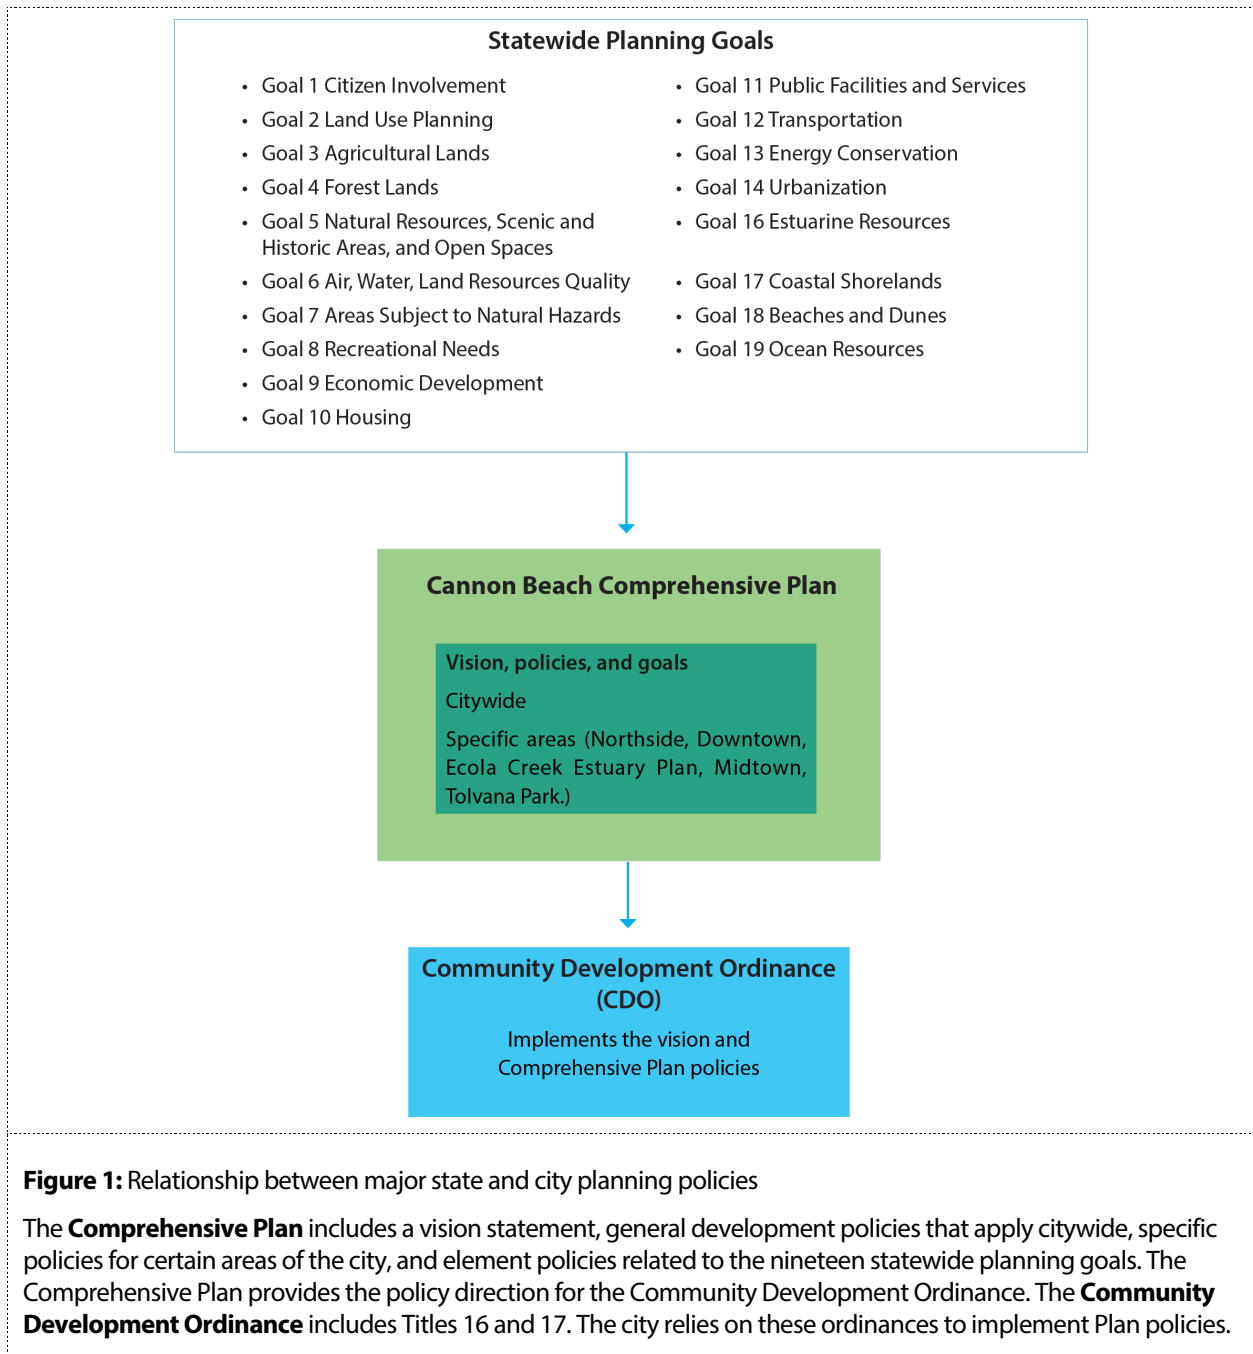 Statewide Planning Goals
• Goal 1 Citizen Involvement
• Goal 2 Land Use Planning
• Goal 3 Agricultural Lands
• Goal 4 Forest Lands
• Goal 5 Natural Resources, Scenic and
Historic Areas, and Open Spaces
• Goal 6 Air, Water, Land Resources Quality
• Goal 7 Areas Subject to Natural Hazards
• Goal 8 Recreational Needs
• Goal 9 Economic Development
• Goal 10 Housing
• Goal 11 Public Facilities and Services
• Goal 12 Transportation
• Goal 13 Energy Conservation
• Goal 14 Urbanization
• Goal 16 Estuarine Resources
• Goal 17 Coastal Shorelands
• Goal 18 Beaches and Dunes
• Goal 19 Ocean Resources
Cannon Beach Comprehensive Plan
Vision, policies, and goals
Citywide
Specific areas (Northside, Downtown,
Ecola Creek Estuary Plan, Midtown,
Tolvana Park.)
Community Development Ordinance
(CDO)
Implements the vision and
Comprehensive Plan policies
Figure 1: Relationship between major state and city planning policies
The Comprehensive Plan includes a vision statement, general development policies that apply citywide, specific
policies for certain areas of the city, and element policies related to the nineteen statewide planning goals. The
Comprehensive Plan provides the policy direction for the Community Development Ordinance. The Community
Development Ordinance includes Titles 16 and 17. The city relies on these ordinances to implement Plan policies.